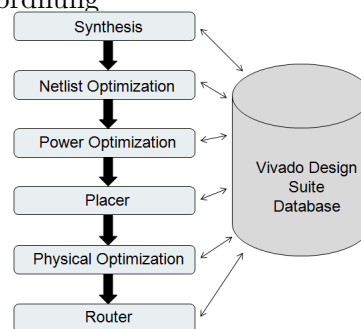 Synthesis
Netlist Optimization
Power Optimization
Placer
Physical Optimization
Router
Vivado Design
Suite
Database